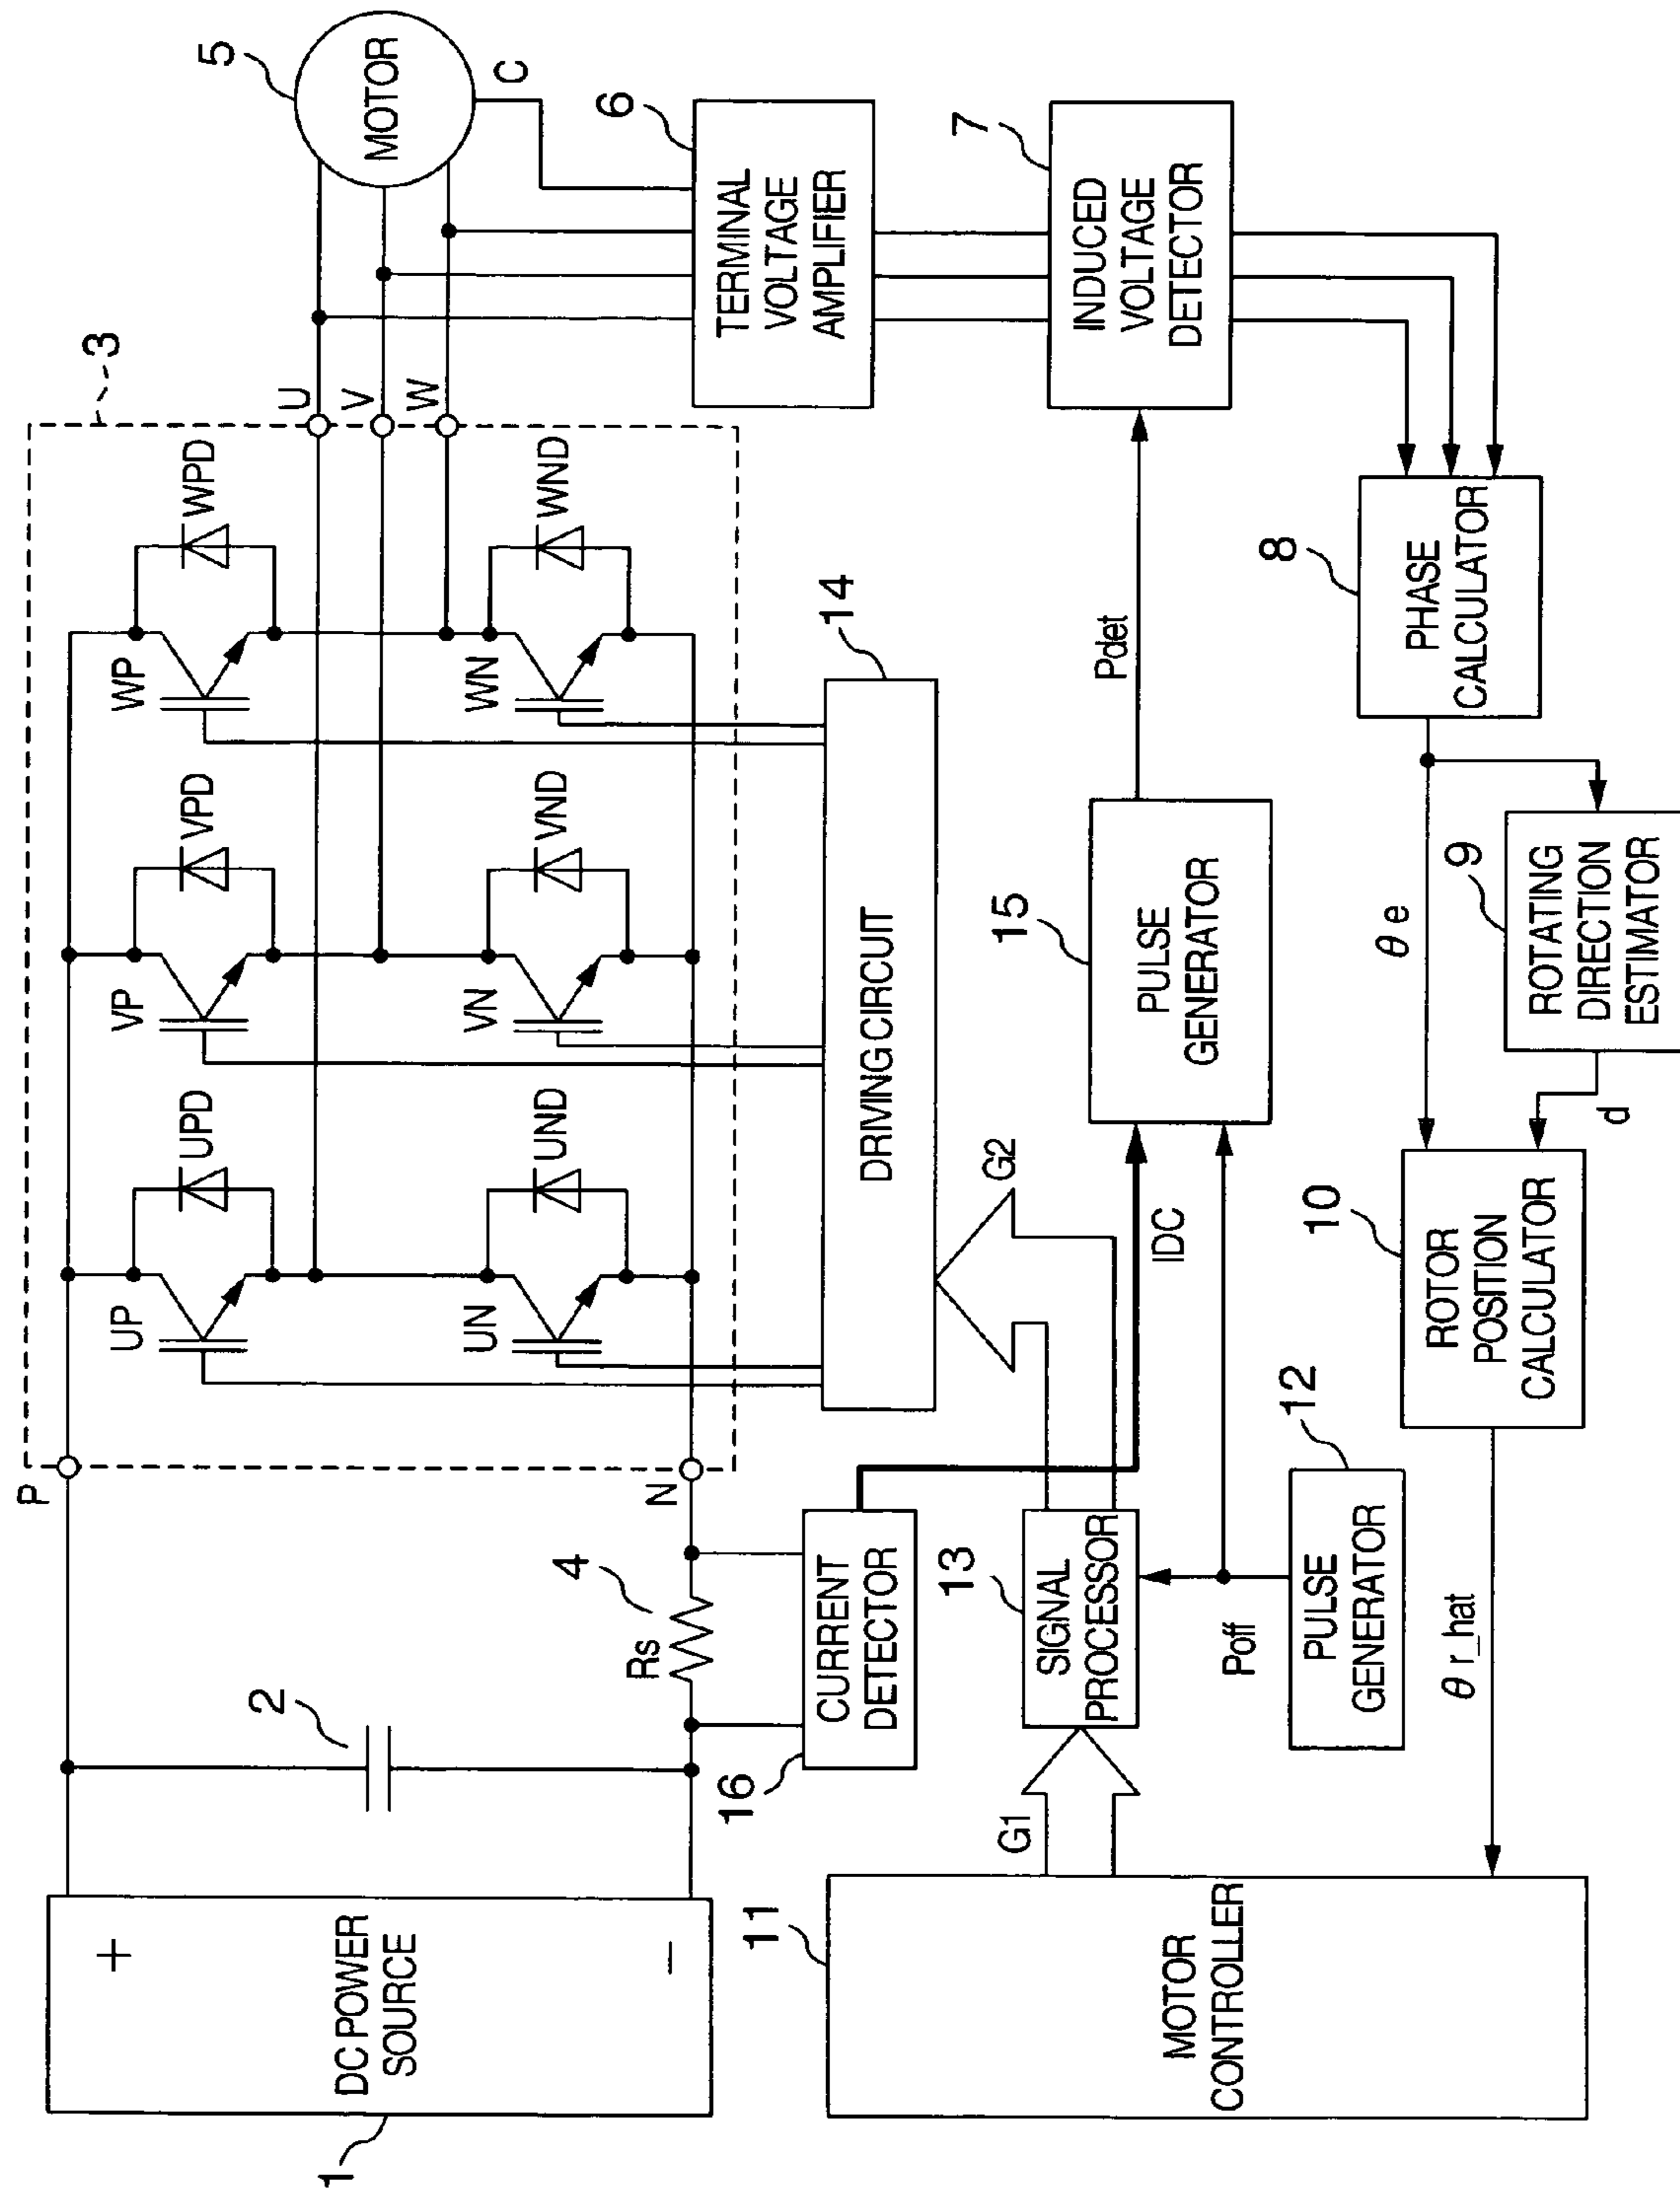 1
DC POWER
SOURCE
+
−
2
P
N
4
Rs
16
CURRENT
DETECTOR
3
UP
UPD
VP
VPD
WP
WPD
UN
UND
VN
VND
WN
WND
U
V
W
5
MOTOR
C
14
DRIVING CIRCUIT
6
TERMINAL
VOLTAGE
AMPLIFIER
7
INDUCED
VOLTAGE
DETECTOR
11
MOTOR
CONTROLLER
G1
13
SIGNAL
PROCESSOR
G2
IDC
Poff
12
PULSE
GENERATOR
15
PULSE
GENERATOR
Pdet
8
PHASE
CALCULATOR
θe
9
ROTATING
DIRECTION
ESTIMATOR
d
10
ROTOR
POSITION
CALCULATOR
θr_hat